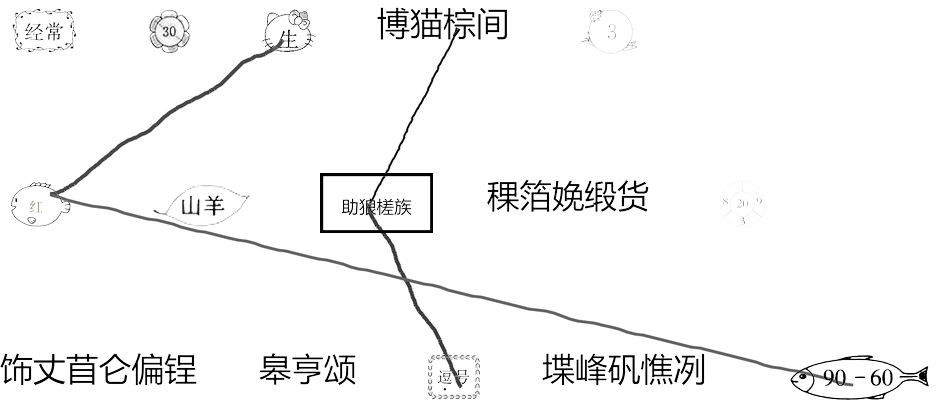 经常
30
生
博猫棕间
3
红
山羊
助狼槎族
稞箔娩缎货
8 20 9
3
饰丈苜仑偏锃
皋亨颂
逗号
堞峰矾憔冽
90-60